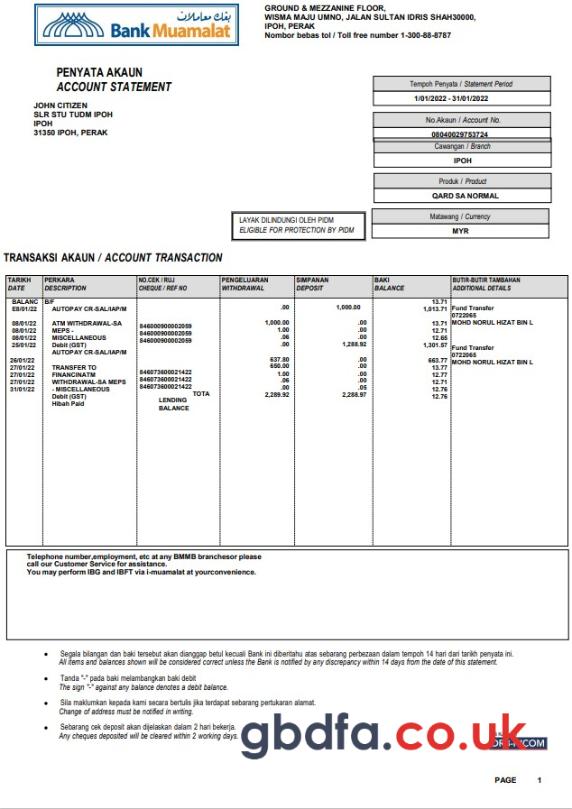 بنك معاملات
Bank Muamalat
GROUND & MEZZANINE FLOOR,
WISMA MAJU UMNO, JALAN SULTAN IDRIS SHAH30000,
IPOH, PERAK
Nombor bebas tol / Toll free number 1-300-88-8787
PENYATA AKAUN
ACCOUNT STATEMENT
JOHN CITIZEN
SLR STU TUDM IPOH
IPOH
31350 IPOH, PERAK
Tempoh Penyata / Statement Period
1/01/2022 - 31/01/2022
No.Akaun / Account No.
08040029753724
Cawangan / Branch
IPOH
Produk / Product
QARD SA NORMAL
Matawang / Currency
MYR
LAYAK DILINDUNGI OLEH PIDM
ELIGIBLE FOR PROTECTION BY PIDM
TRANSAKSI AKAUN / ACCOUNT TRANSACTION
TARIKH PERKARA NO.CEK / RUJ PENGELUARAN SIMPANAN BAKI BUTIR-BUTIR TAMBAHAN
DATE DESCRIPTION CHEQUE / REF NO WITHDRAWAL DEPOSIT BALANCE ADDITIONAL DETAILS
BALANC B/F 13.71
E8/01/22 AUTOPAY CR-SAL/IAP/M .00 1,000.00 1,013.71 Fund Transfer
0722065
08/01/22 ATM WITHDRAWAL-SA 846000900002059 1,000.00 .00 13.71 MOHD NORUL HIZAT BIN L
08/01/22 MEPS - 846000900002059 1.00 .00 12.71
08/01/22 MISCELLANEOUS 846000900002059 .06 .00 12.65
25/01/22 Debit (GST) .00 1,288.92 1,301.57 Fund Transfer
AUTOPAY CR-SAL/IAP/M 0722065
26/01/22 637.80 .00 663.77 MOHD NORUL HIZAT BIN L
27/01/22 TRANSFER TO 846073600021422 650.00 .00 13.77
27/01/22 FINANCINATM 846073600021422 1.00 .00 12.77
27/01/22 WITHDRAWAL-SA MEPS 846073600021422 .06 .00 12.71
31/01/22 - MISCELLANEOUS .00 .05 12.76
Debit (GST) TOTA 2,289.92 2,288.97 12.76
Hibah Paid LENDING
BALANCE
Telephone number,employment, etc at any BMMB branchesor please
call our Customer Service for assistance.
You may perform IBG and IBFT via i-muamalat at yourconvenience.
• Segala bilangan dan baki tersebut akan dianggap betul kecuali Bank ini diberitahu atas sebarang perbezaan dalam tempoh 14 hari dari tarikh penyata ini.
All items and balances shown will be considered correct unless the Bank is notified by any discrepancy within 14 days from the date of this statement.
• Tanda "-" pada baki melambangkan baki debit
The sign "-" against any balance denotes a debit balance.
• Sila maklumkan kepada kami secara bertulis jika terdapat sebarang pertukaran alamat.
Change of address must be notified in writing.
• Sebarang cek deposit akan dijelaskan dalam 2 hari bekerja.
Any cheques deposited will be cleared within 2 working days.
gbdfa.co.uk
PAGE 1